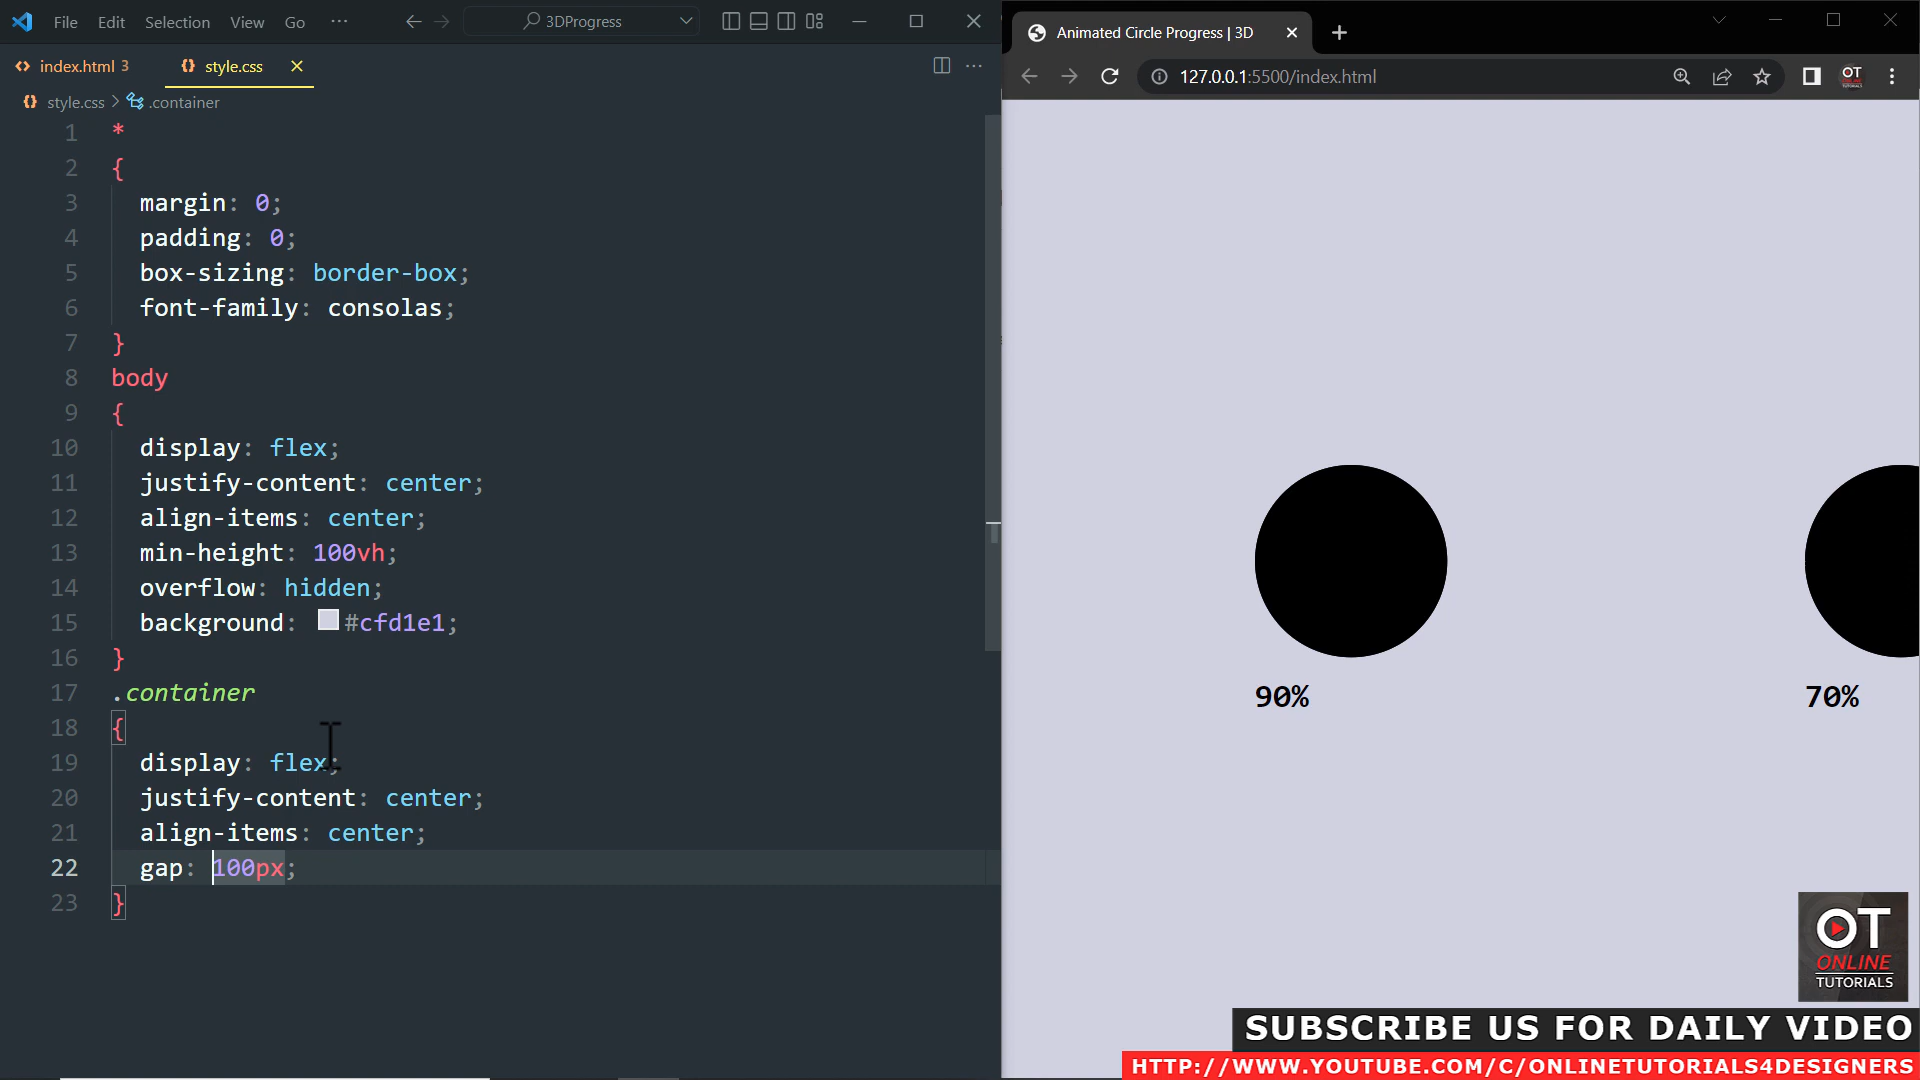 File Edit Selection View Go ··· 3DProgress
index.html 3 style.css
style.css > .container
1 *
2 {
3 margin: 0;
4 padding: 0;
5 box-sizing: border-box;
6 font-family: consolas;
7 }
8 body
9 {
10 display: flex;
11 justify-content: center;
12 align-items: center;
13 min-height: 100vh;
14 overflow: hidden;
15 background: #cfd1e1;
16 }
17 .container
18 {
19 display: flex;
20 justify-content: center;
21 align-items: center;
22 gap: 100px;
23 }
Animated Circle Progress | 3D
127.0.0.1:5500/index.html
90% 70%
OT
ONLINE
TUTORIALS
SUBSCRIBE US FOR DAILY VIDEO
HTTP://WWW.YOUTUBE.COM/C/ONLINETUTORIALS4DESIGNERS